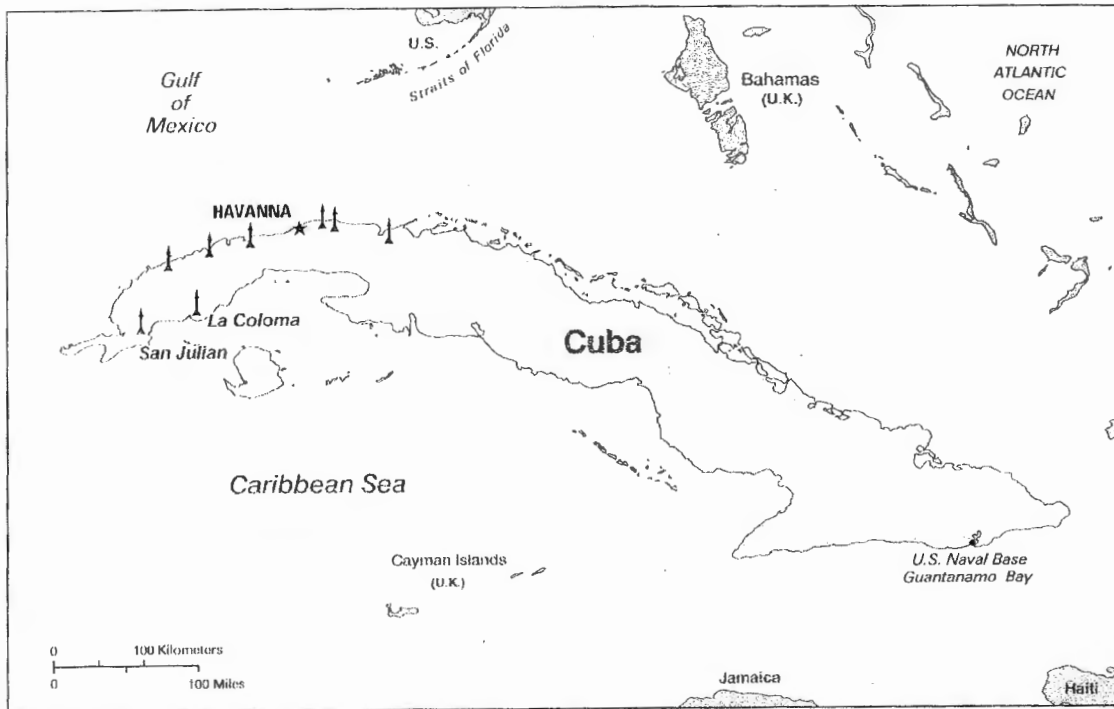 U.S.
Straits of Florida
Gulf
of
Mexico
Bahamas
(U.K.)
NORTH
ATLANTIC
OCEAN
HAVANNA
La Coloma
San Julian
Cuba
Caribbean Sea
Cayman Islands
(U.K.)
U.S. Naval Base
Guantanamo Bay
0 100 Kilometers
0 100 Miles
Jamaica
Haiti